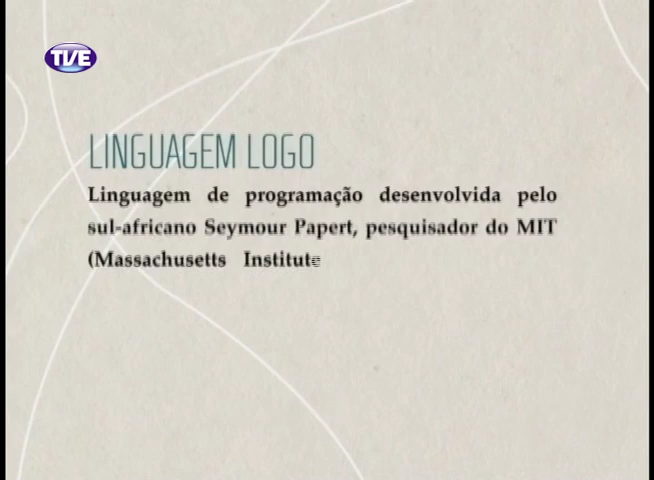 TVE
LINGUAGEM LOGO
Linguagem de programação desenvolvida pelo
sul-africano Seymour Papert, pesquisador do MIT
(Massachusetts Institute